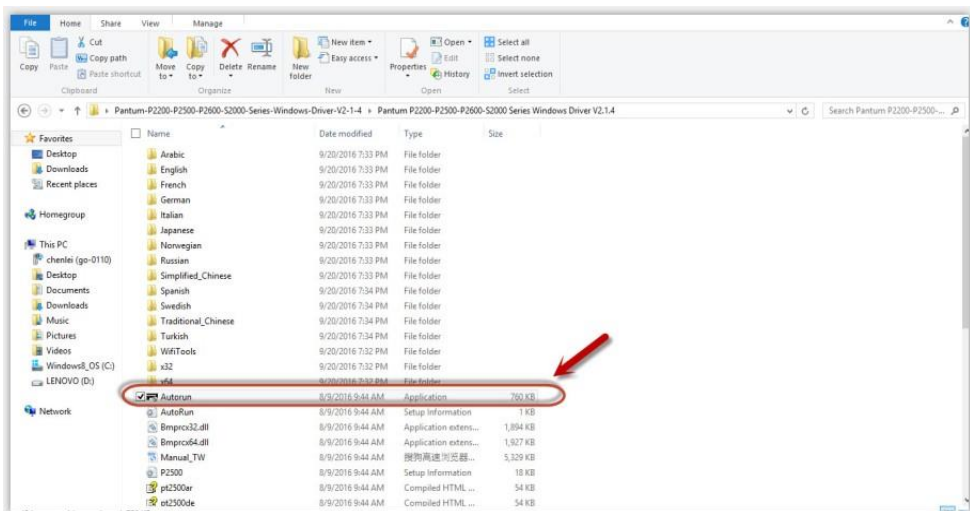 File Home Share View Manage
Cut
Copy path
Paste shortcut
Copy Paste
Clipboard
Move to Copy to Delete Rename
Organize
New folder
New item
Easy access
New
Properties
Open
Edit
History
Open
Select all
Select none
Invert selection
Select
Pantum-P2200-P2500-P2600-S2000-Series-Windows-Driver-V2-1-4 Pantum P2200-P2500-P2600-S2000 Series Windows Driver V2.1.4
Search Pantum P2200-P2500-...
Favorites
Desktop
Downloads
Recent places
Homegroup
This PC
chenlei (go-0110)
Desktop
Documents
Downloads
Music
Pictures
Videos
Windows8_OS (C:)
LENOVO (D:)
Network
Name Date modified Type Size
Arabic 9/20/2016 7:33 PM File folder
English 9/20/2016 7:33 PM File folder
French 9/20/2016 7:33 PM File folder
German 9/20/2016 7:33 PM File folder
Italian 9/20/2016 7:33 PM File folder
Japanese 9/20/2016 7:33 PM File folder
Norwegian 9/20/2016 7:33 PM File folder
Russian 9/20/2016 7:33 PM File folder
Simplified_Chinese 9/20/2016 7:33 PM File folder
Spanish 9/20/2016 7:34 PM File folder
Swedish 9/20/2016 7:34 PM File folder
Traditional_Chinese 9/20/2016 7:34 PM File folder
Turkish 9/20/2016 7:34 PM File folder
WifiTools 9/20/2016 7:32 PM File folder
x32 9/20/2016 7:32 PM File folder
x64 9/20/2016 7:32 PM File folder
Autorun 8/9/2016 9:44 AM Application 760 KB
AutoRun 8/9/2016 9:44 AM Setup Information 1 KB
Bmprcx32.dll 8/9/2016 9:44 AM Application extens... 1,894 KB
Bmprcx64.dll 8/9/2016 9:44 AM Application extens... 1,927 KB
Manual_TW 8/9/2016 9:44 AM 搜狗高速浏览器... 5,329 KB
P2500 8/9/2016 9:44 AM Setup Information 18 KB
pt2500ar 8/9/2016 9:44 AM Compiled HTML ... 54 KB
pt2500de 8/9/2016 9:44 AM Compiled HTML ... 54 KB